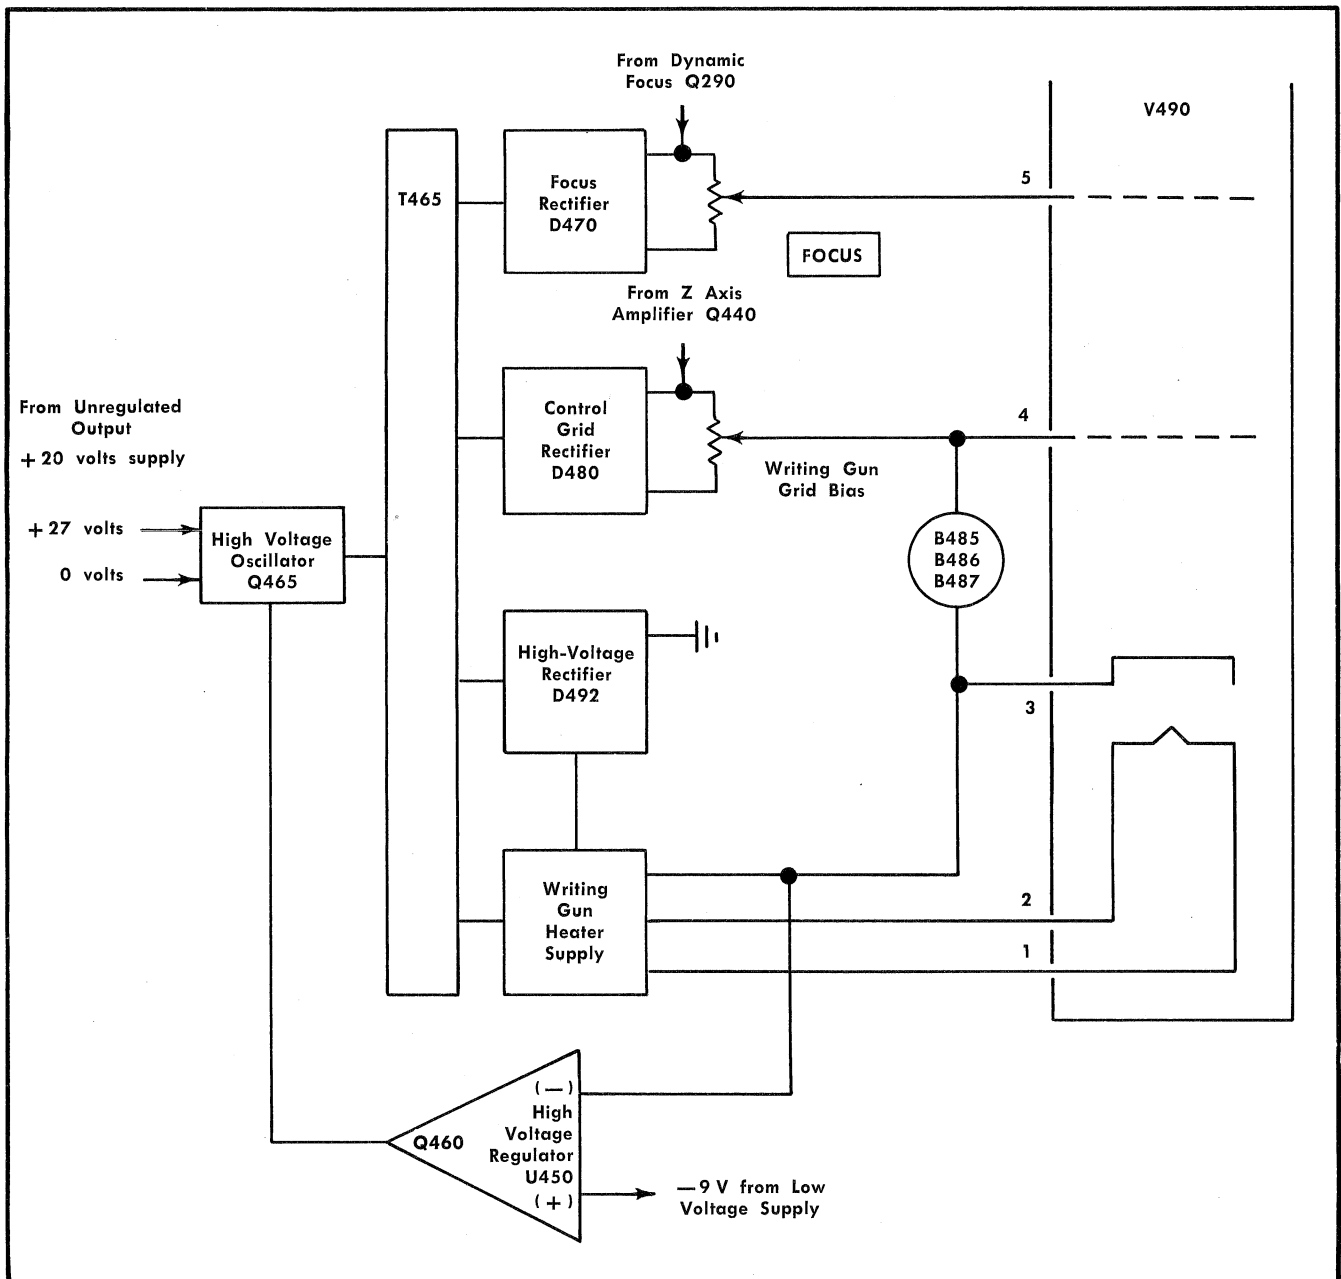 From Dynamic
Focus Q290
V490
T465
Focus
Rectifier
D470
5
FOCUS
From Z Axis
Amplifier Q440
From Unregulated
Output
+20 volts supply
Control
Grid
Rectifier
D480
4
Writing Gun
Grid Bias
+27 volts
0 volts
High Voltage
Oscillator
Q465
B485
B486
B487
High-Voltage
Rectifier
D492
3
Writing
Gun
Heater
Supply
2
1
(—)
High
Voltage
Regulator
U450
(+)
Q460
—9 V from Low
Voltage Supply